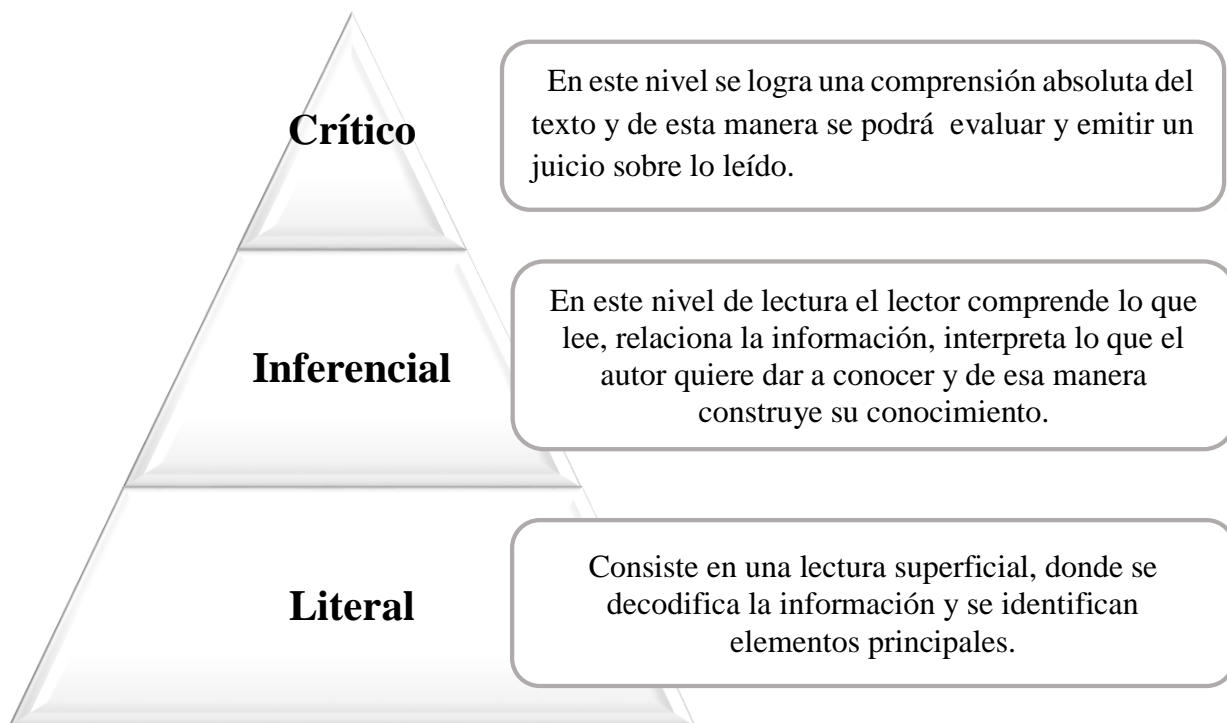 Crítico
En este nivel se logra una comprensión absoluta del
texto y de esta manera se podrá evaluar y emitir un
juicio sobre lo leído.
Inferencial
En este nivel de lectura el lector comprende lo que
lee, relaciona la información, interpreta lo que el
autor quiere dar a conocer y de esa manera
construye su conocimiento.
Literal
Consiste en una lectura superficial, donde se
decodifica la información y se identifican
elementos principales.